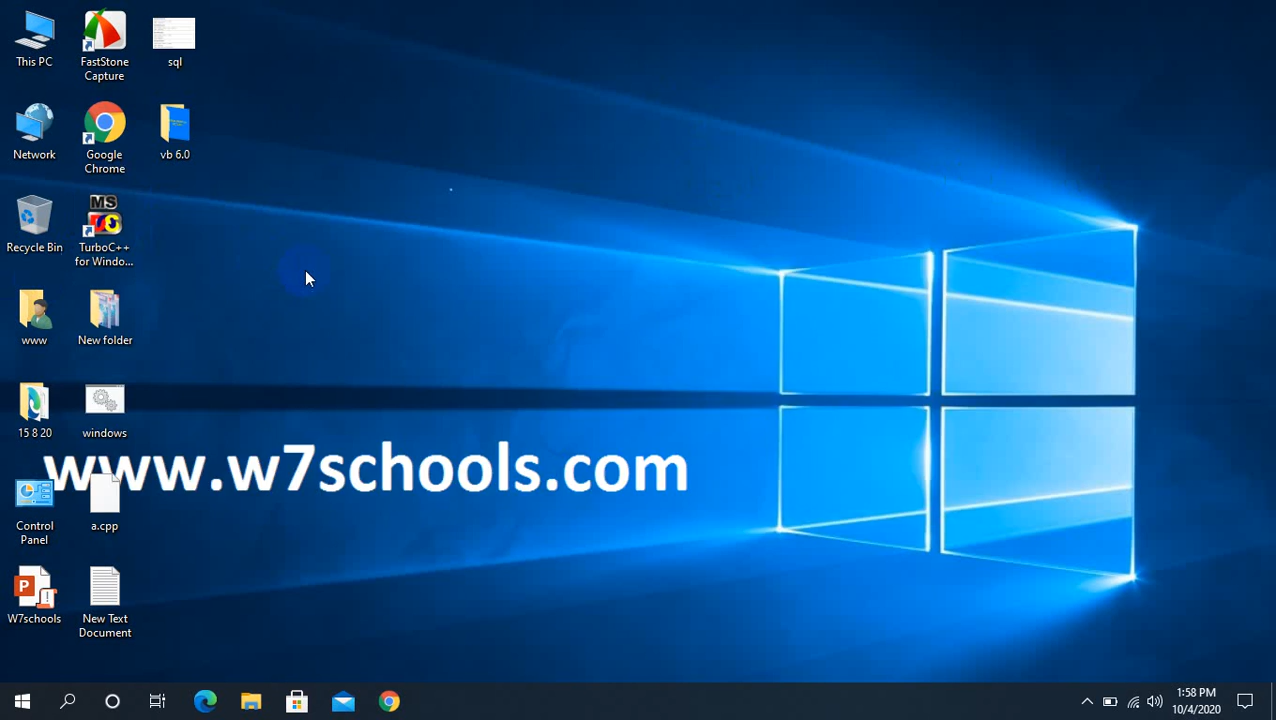 This PC
FastStone
Capture
sql
Network
Google
Chrome
vb 6.0
Recycle Bin
MS
TurboC++
for Windo...
www
New folder
15 8 20
windows
www.w7schools.com
Control
Panel
a.cpp
W7schools
New Text
Document
1:58 PM
10/4/2020